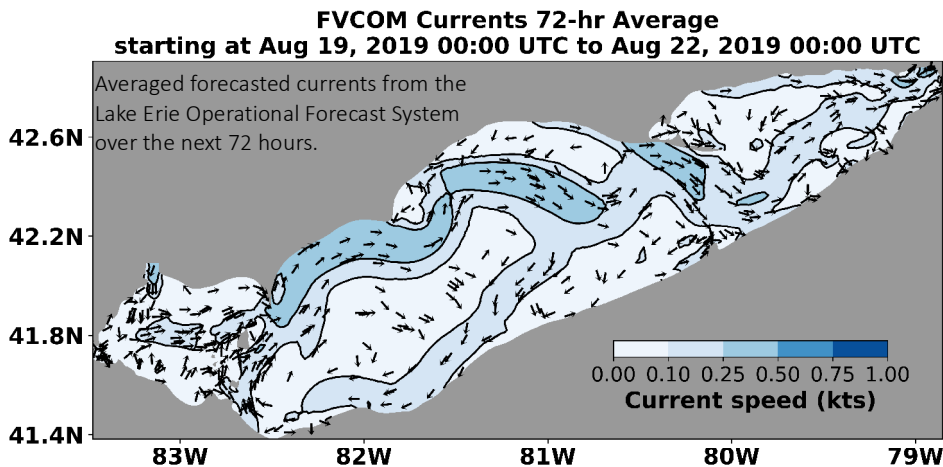 FVCOM Currents 72-hr Average
starting at Aug 19, 2019 00:00 UTC to Aug 22, 2019 00:00 UTC
Averaged forecasted currents from the
Lake Erie Operational Forecast System
over the next 72 hours.
42.6N
42.2N
41.8N
41.4N
0.00 0.10 0.25 0.50 0.75 1.00
Current speed (kts)
83W 82W 81W 80W 79W